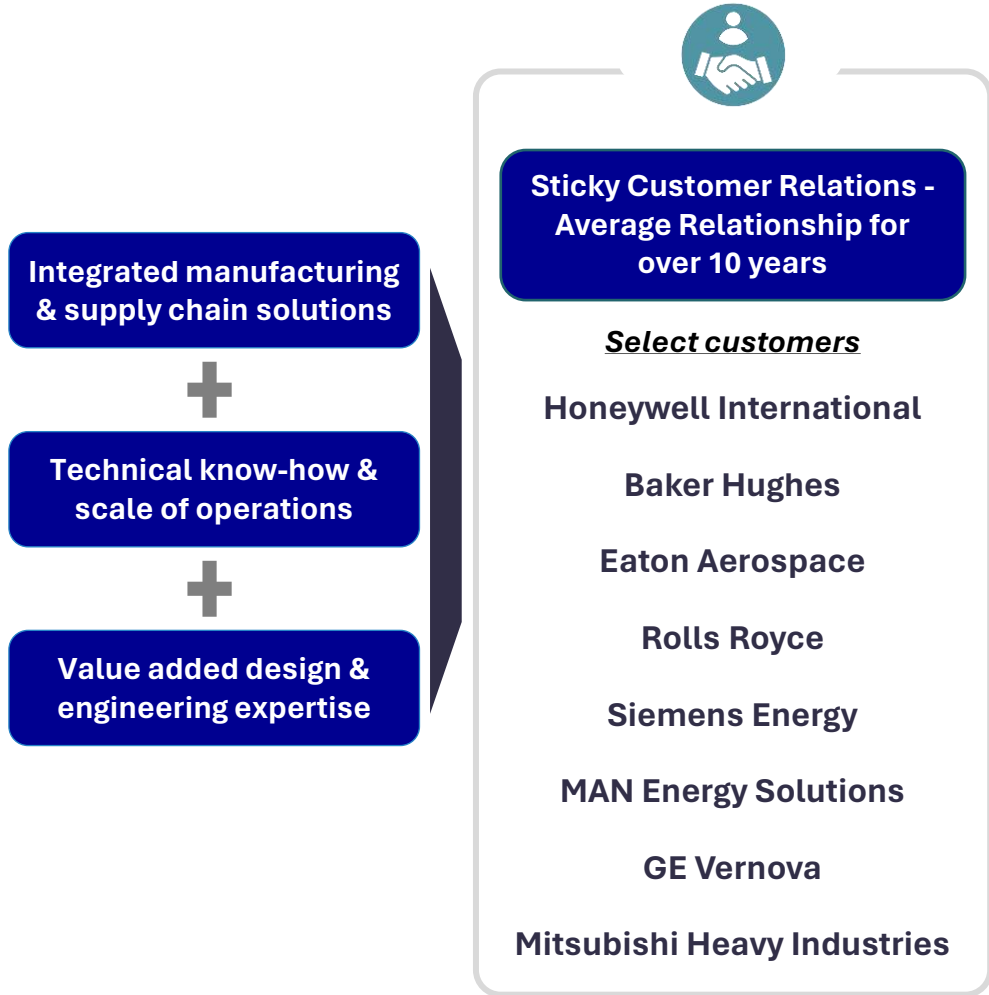 Integrated manufacturing
& supply chain solutions
Technical know-how &
scale of operations
Value added design &
engineering expertise
Sticky Customer Relations -
Average Relationship for
over 10 years
Select customers
Honeywell International
Baker Hughes
Eaton Aerospace
Rolls Royce
Siemens Energy
MAN Energy Solutions
GE Vernova
Mitsubishi Heavy Industries